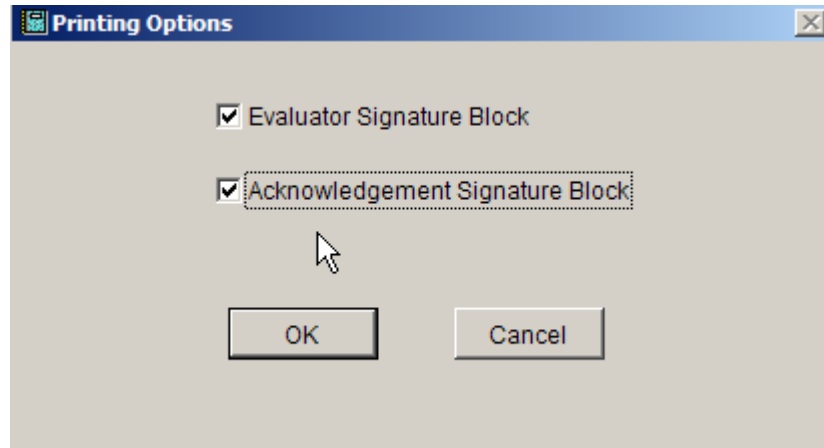 Printing Options
Evaluator Signature Block
Acknowledgement Signature Block
OK Cancel